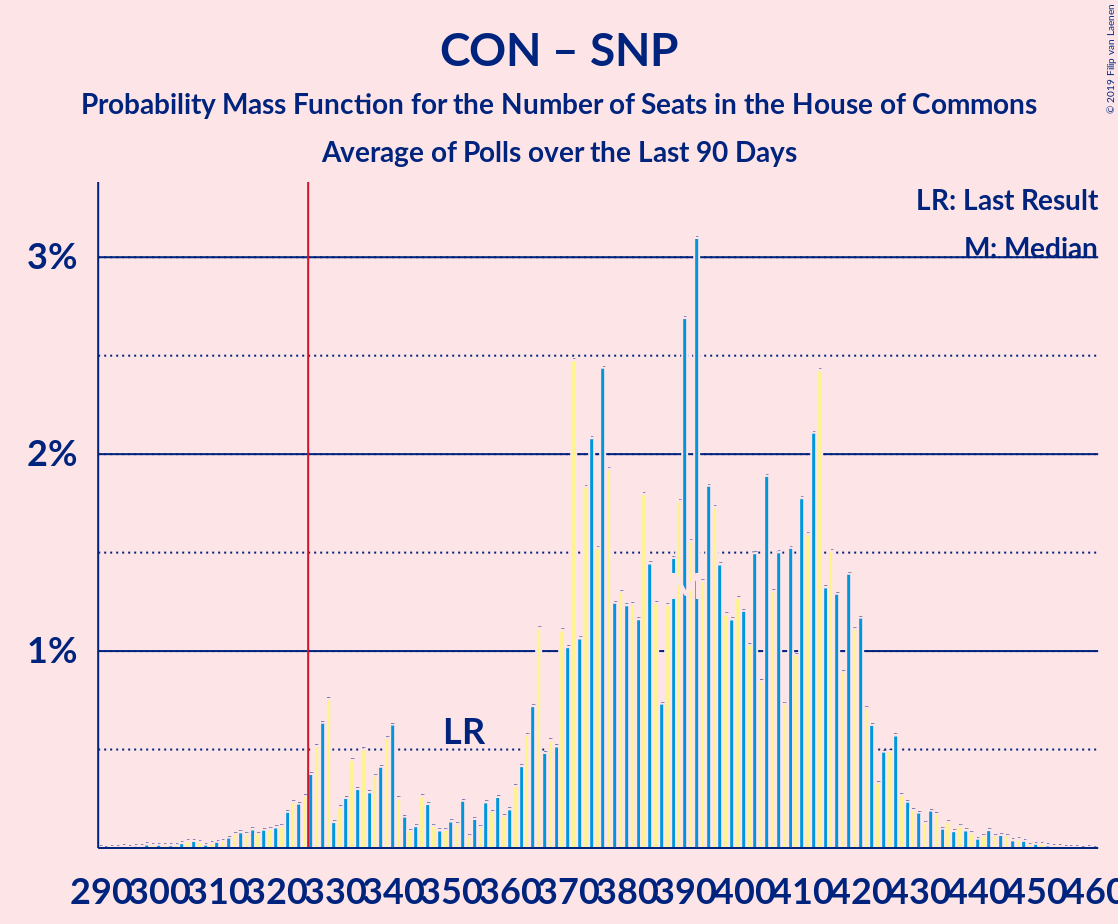 CON – SNP
Probability Mass Function for the Number of Seats in the House of Commons
Average of Polls over the Last 90 Days
© 2019 Filip van Laenen
LR: Last Result
M: Median
3%
2%
1%
LR
M
290 300 310 320 330 340 350 360 370 380 390 400 410 420 430 440 450 460